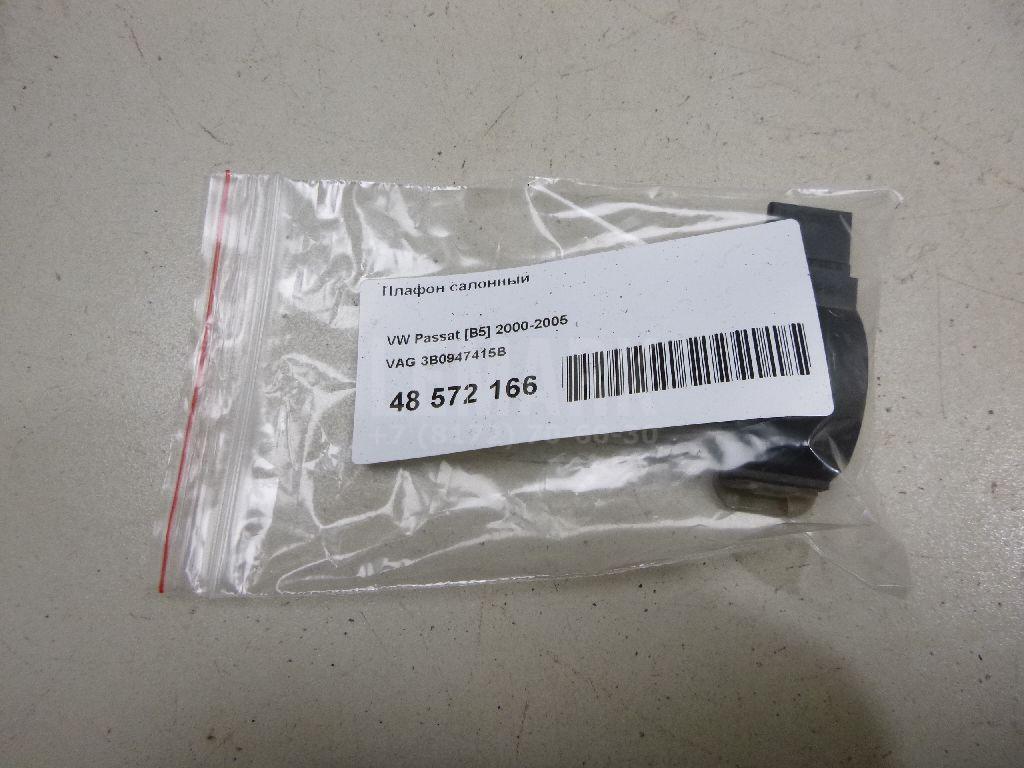 Плафон салонный
VW Passat [B5] 2000-2005
VAG 3B0947415B
48 572 166